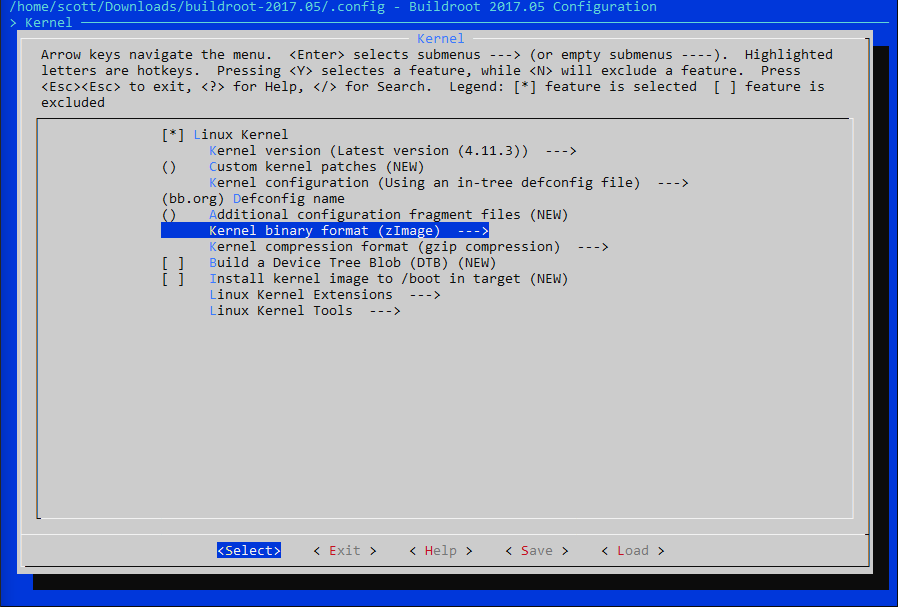 /home/scott/Downloads/buildroot-2017.05/.config - Buildroot 2017.05 Configuration
> Kernel
Kernel
Arrow keys navigate the menu.  <Enter> selects submenus ---> (or empty submenus ----).  Highlighted
letters are hotkeys.  Pressing <Y> selectes a feature, while <N> will exclude a feature.  Press
<Esc><Esc> to exit, <?> for Help, </> for Search.  Legend: [*] feature is selected  [ ] feature is
excluded
[*] Linux Kernel
Kernel version (Latest version (4.11.3))  --->
()    Custom kernel patches (NEW)
Kernel configuration (Using an in-tree defconfig file)  --->
(bb.org) Defconfig name
()    Additional configuration fragment files (NEW)
Kernel binary format (zImage)  --->
Kernel compression format (gzip compression)  --->
[ ]   Build a Device Tree Blob (DTB) (NEW)
[ ]   Install kernel image to /boot in target (NEW)
Linux Kernel Extensions  --->
Linux Kernel Tools  --->
<Select>    < Exit >    < Help >    < Save >    < Load >